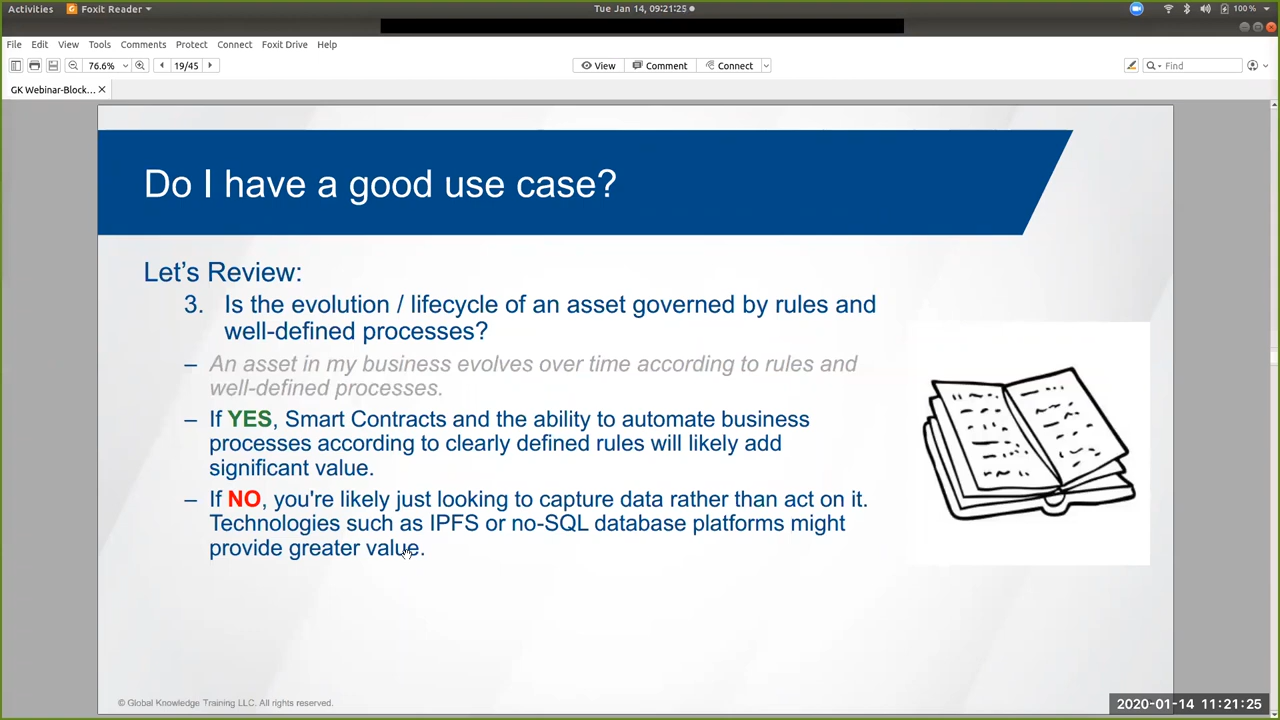 Activities Foxit Reader Tue Jan 14, 09:21:25 100 %
File Edit View Tools Comments Protect Connect Foxit Drive Help
76.6% 19/45 View Comment Connect Find
GK Webinar-Block...
Do I have a good use case?
Let's Review:
3. Is the evolution / lifecycle of an asset governed by rules and
well-defined processes?
– An asset in my business evolves over time according to rules and
well-defined processes.
– If YES, Smart Contracts and the ability to automate business
processes according to clearly defined rules will likely add
significant value.
– If NO, you're likely just looking to capture data rather than act on it.
Technologies such as IPFS or no-SQL database platforms might
provide greater value.
© Global Knowledge Training LLC. All rights reserved.
2020-01-14 11:21:25